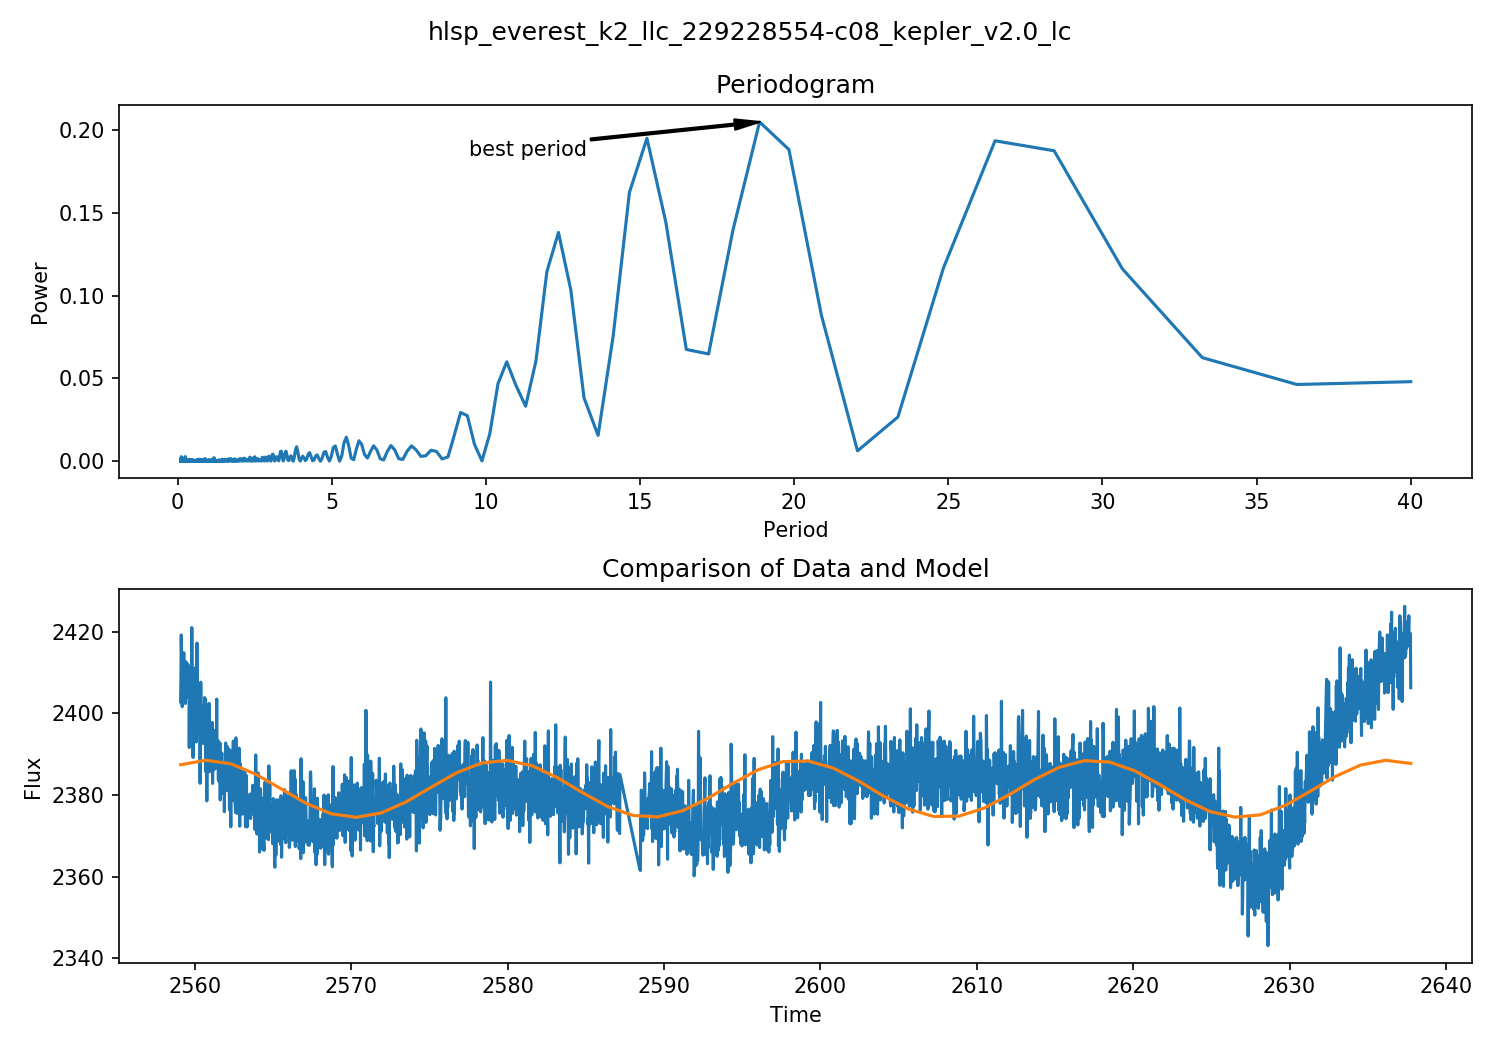 hlsp_everest_k2_llc_229228554-c08_kepler_v2.0_lc
Periodogram
0.20
0.15
0.10
0.05
0.00
Power
best period
0 5 10 15 20 25 30 35 40
Period
Comparison of Data and Model
2420
2400
2380
2360
2340
Flux
2560 2570 2580 2590 2600 2610 2620 2630 2640
Time